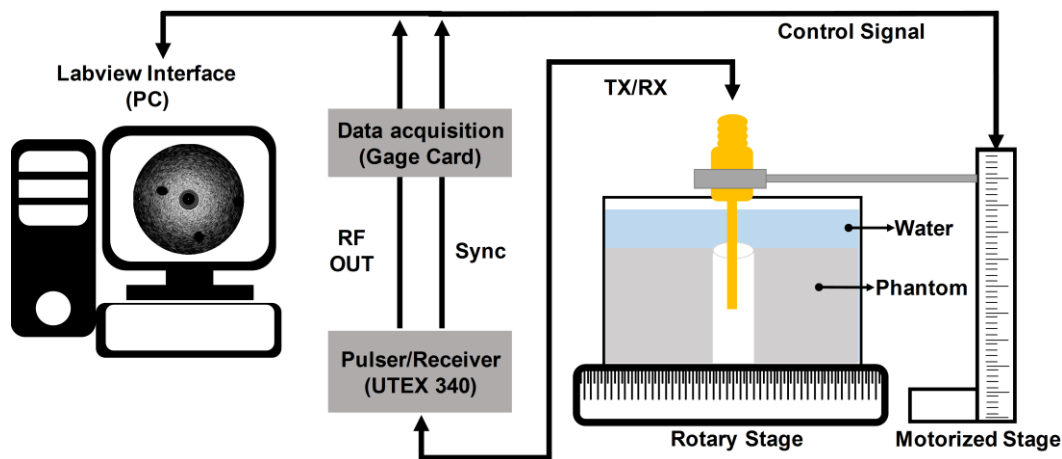 Control Signal
Labview Interface
(PC)
TX/RX
Data acquisition
(Gage Card)
RF
OUT
Sync
Water
Phantom
Pulser/Receiver
(UTEX 340)
Rotary Stage
Motorized Stage